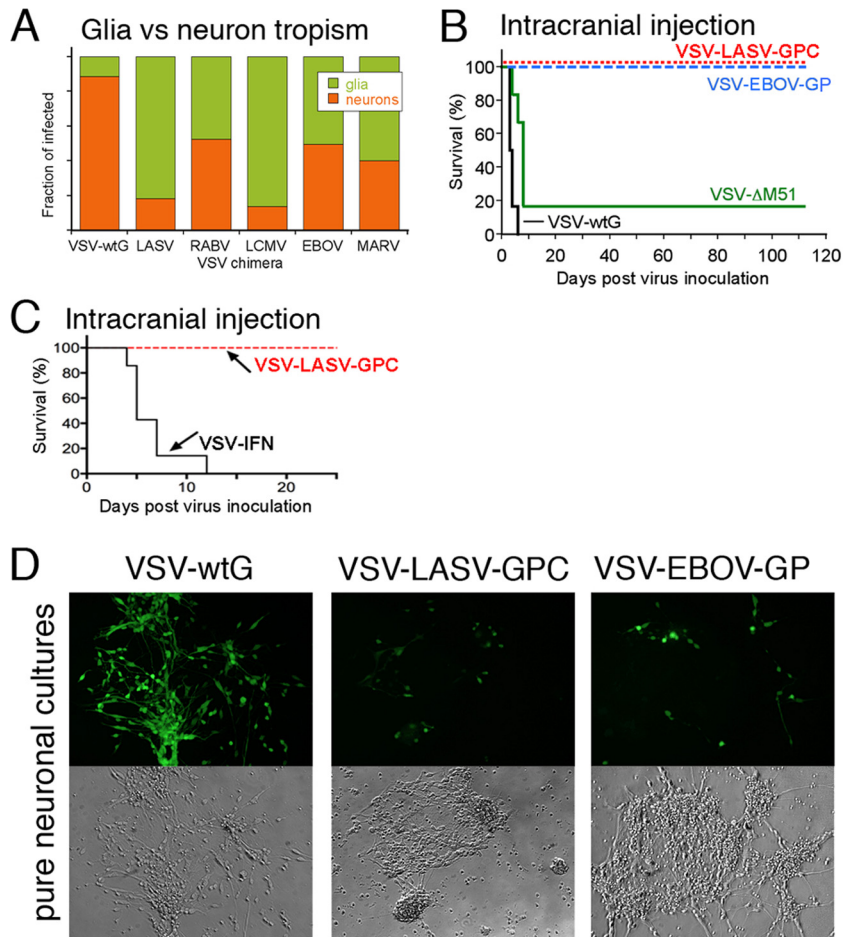 A
Glia vs neuron tropism
Fraction of infected
glia
neurons
VSV-wtG LASV RABV LCMV EBOV MARV
VSV chimera
B
Intracranial injection
VSV-LASV-GPC
VSV-EBOV-GP
VSV-ΔM51
VSV-wtG
Survival (%)
100
80
60
40
20
0
0 20 40 60 80 100 120
Days post virus inoculation
C
Intracranial injection
VSV-LASV-GPC
VSV-IFN
Survival (%)
100
80
60
40
20
0
0 10 20
Days post virus inoculation
D
VSV-wtG VSV-LASV-GPC VSV-EBOV-GP
pure neuronal cultures